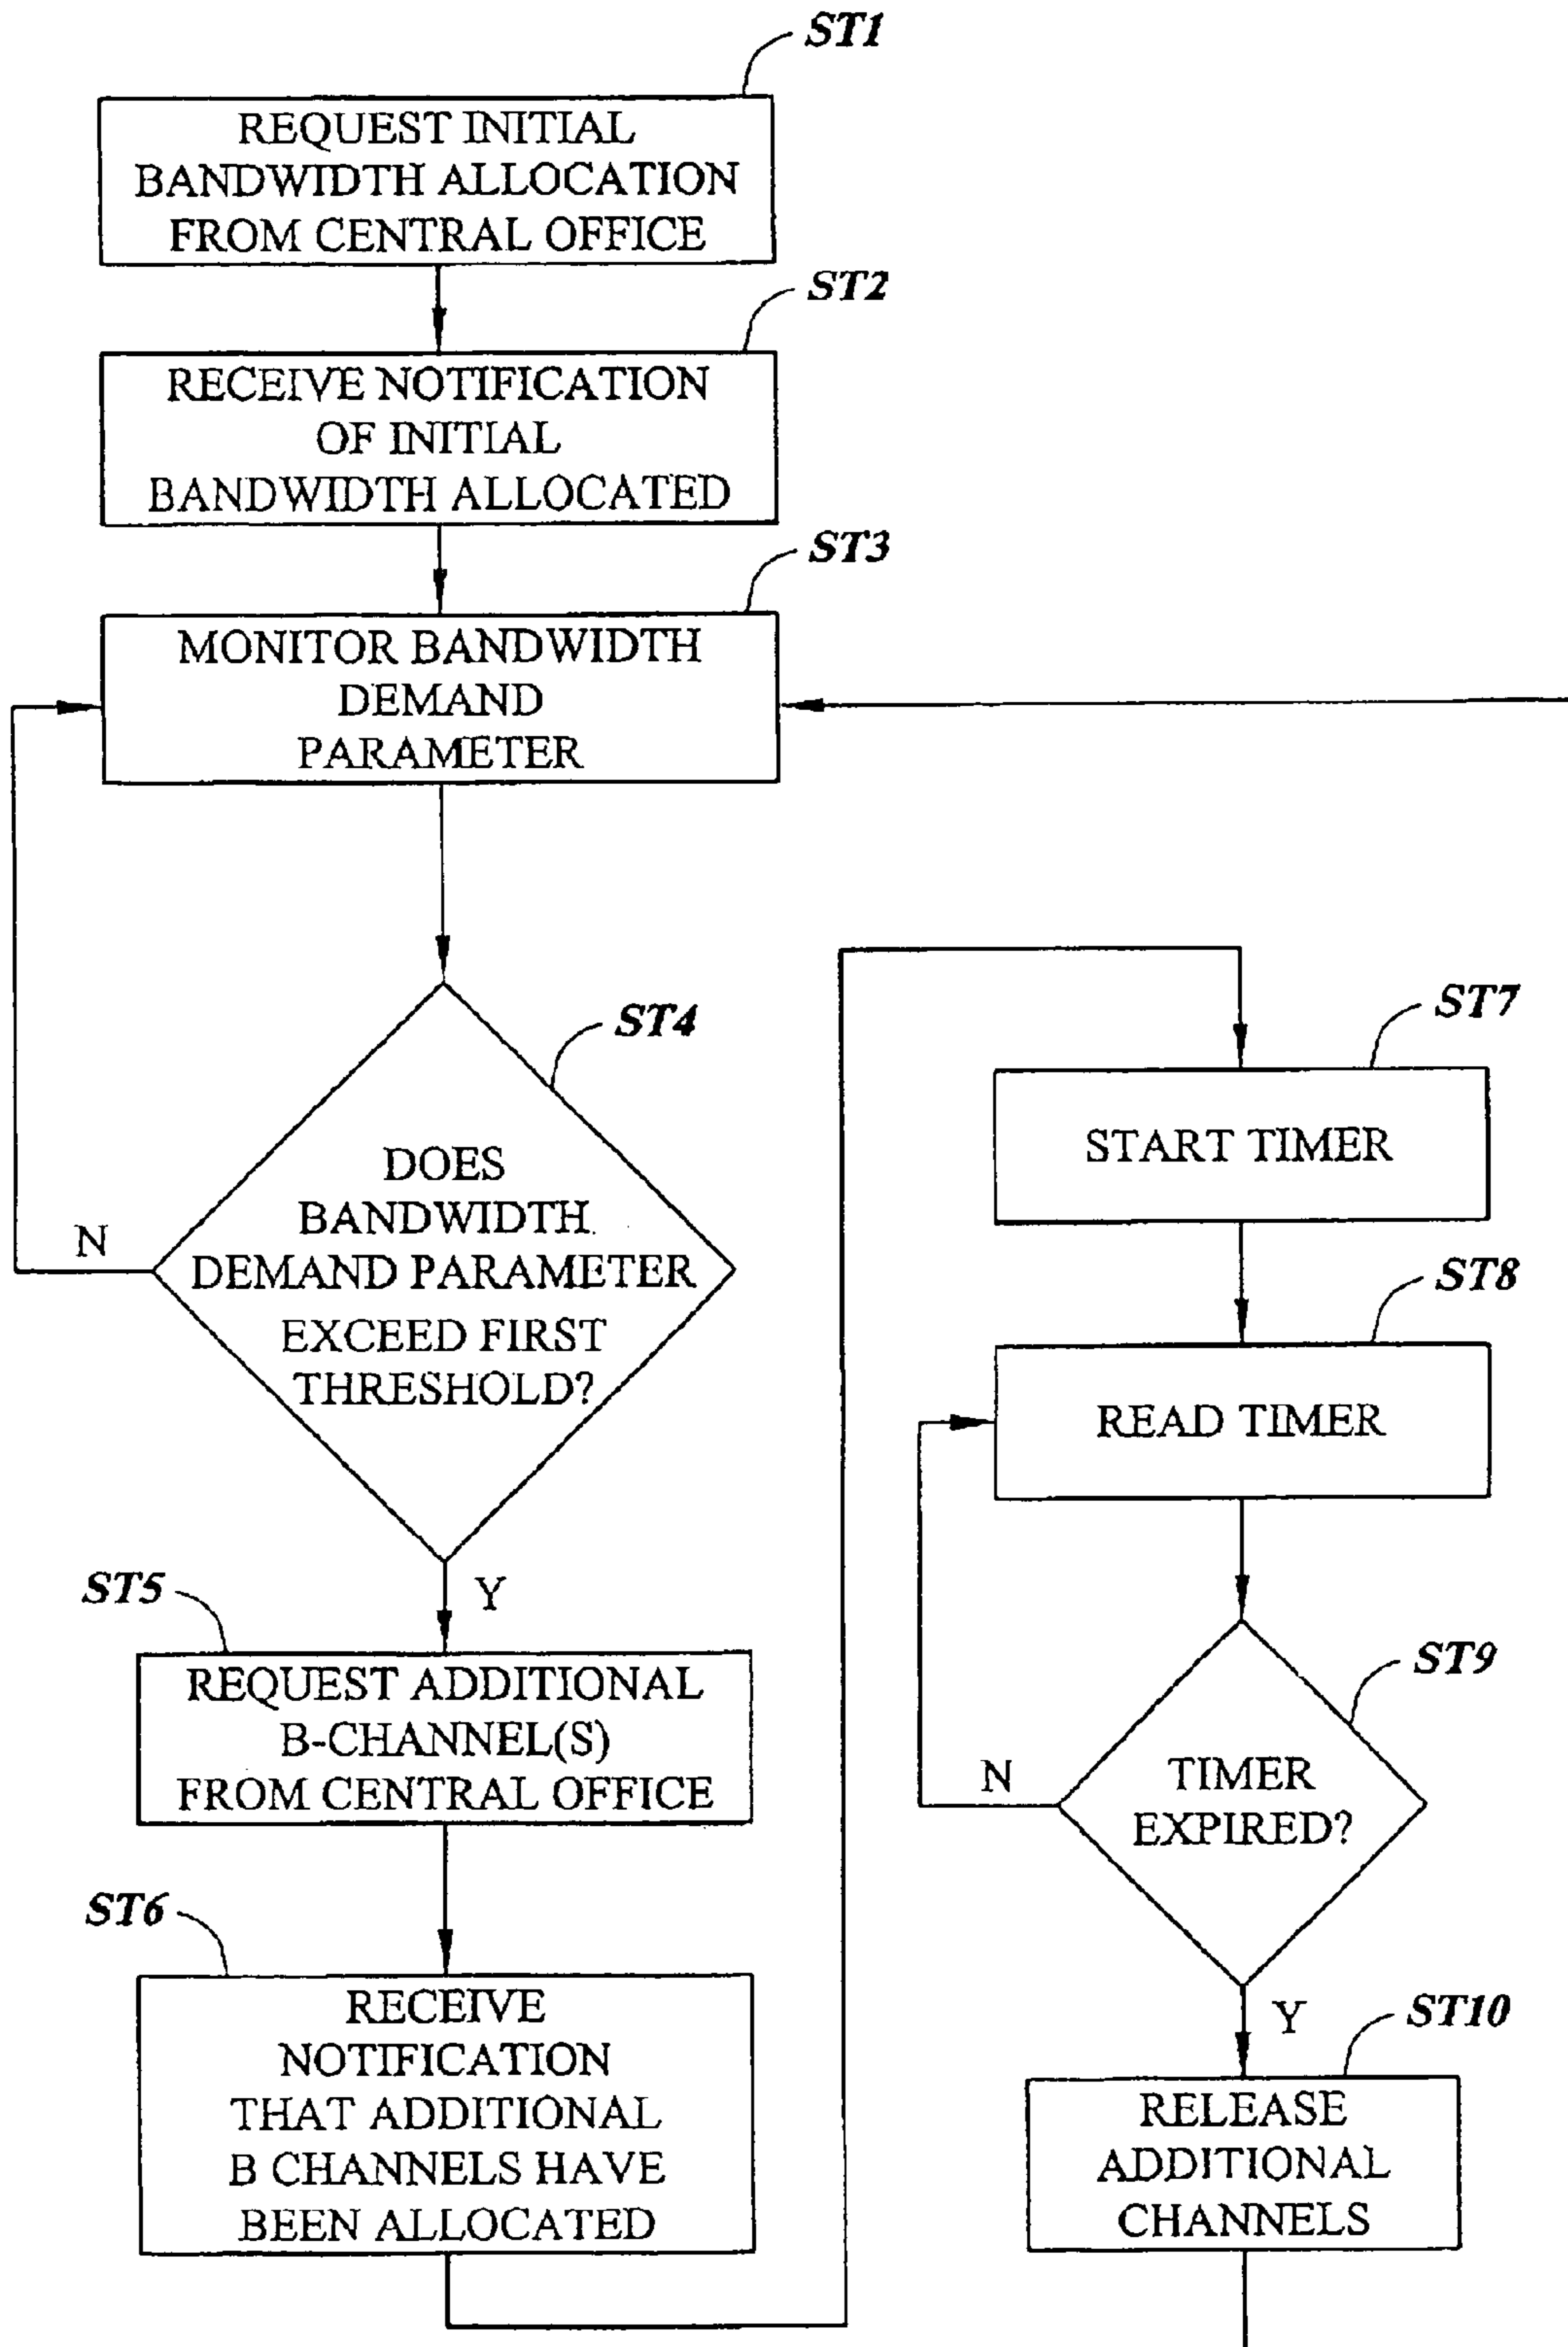 ST1
REQUEST INITIAL
BANDWIDTH ALLOCATION
FROM CENTRAL OFFICE
ST2
RECEIVE NOTIFICATION
OF INITIAL
BANDWIDTH ALLOCATED
ST3
MONITOR BANDWIDTH
DEMAND
PARAMETER
ST4
DOES
BANDWIDTH
DEMAND PARAMETER
EXCEED FIRST
THRESHOLD?
N
Y
ST5
REQUEST ADDITIONAL
B-CHANNEL(S)
FROM CENTRAL OFFICE
ST6
RECEIVE
NOTIFICATION
THAT ADDITIONAL
B CHANNELS HAVE
BEEN ALLOCATED
ST7
START TIMER
ST8
READ TIMER
ST9
TIMER
EXPIRED?
N
Y
ST10
RELEASE
ADDITIONAL
CHANNELS